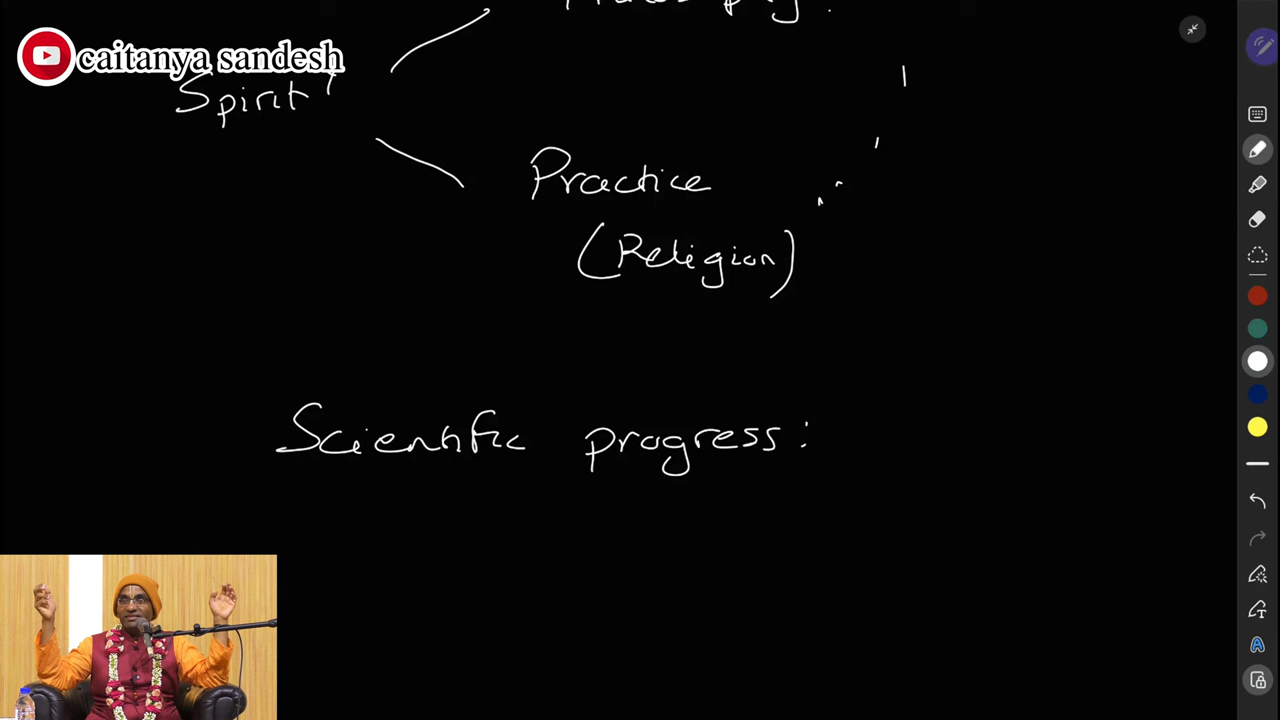 caitanya sandesh
Spirit'
Practice
(Religion)
Scientific progress: